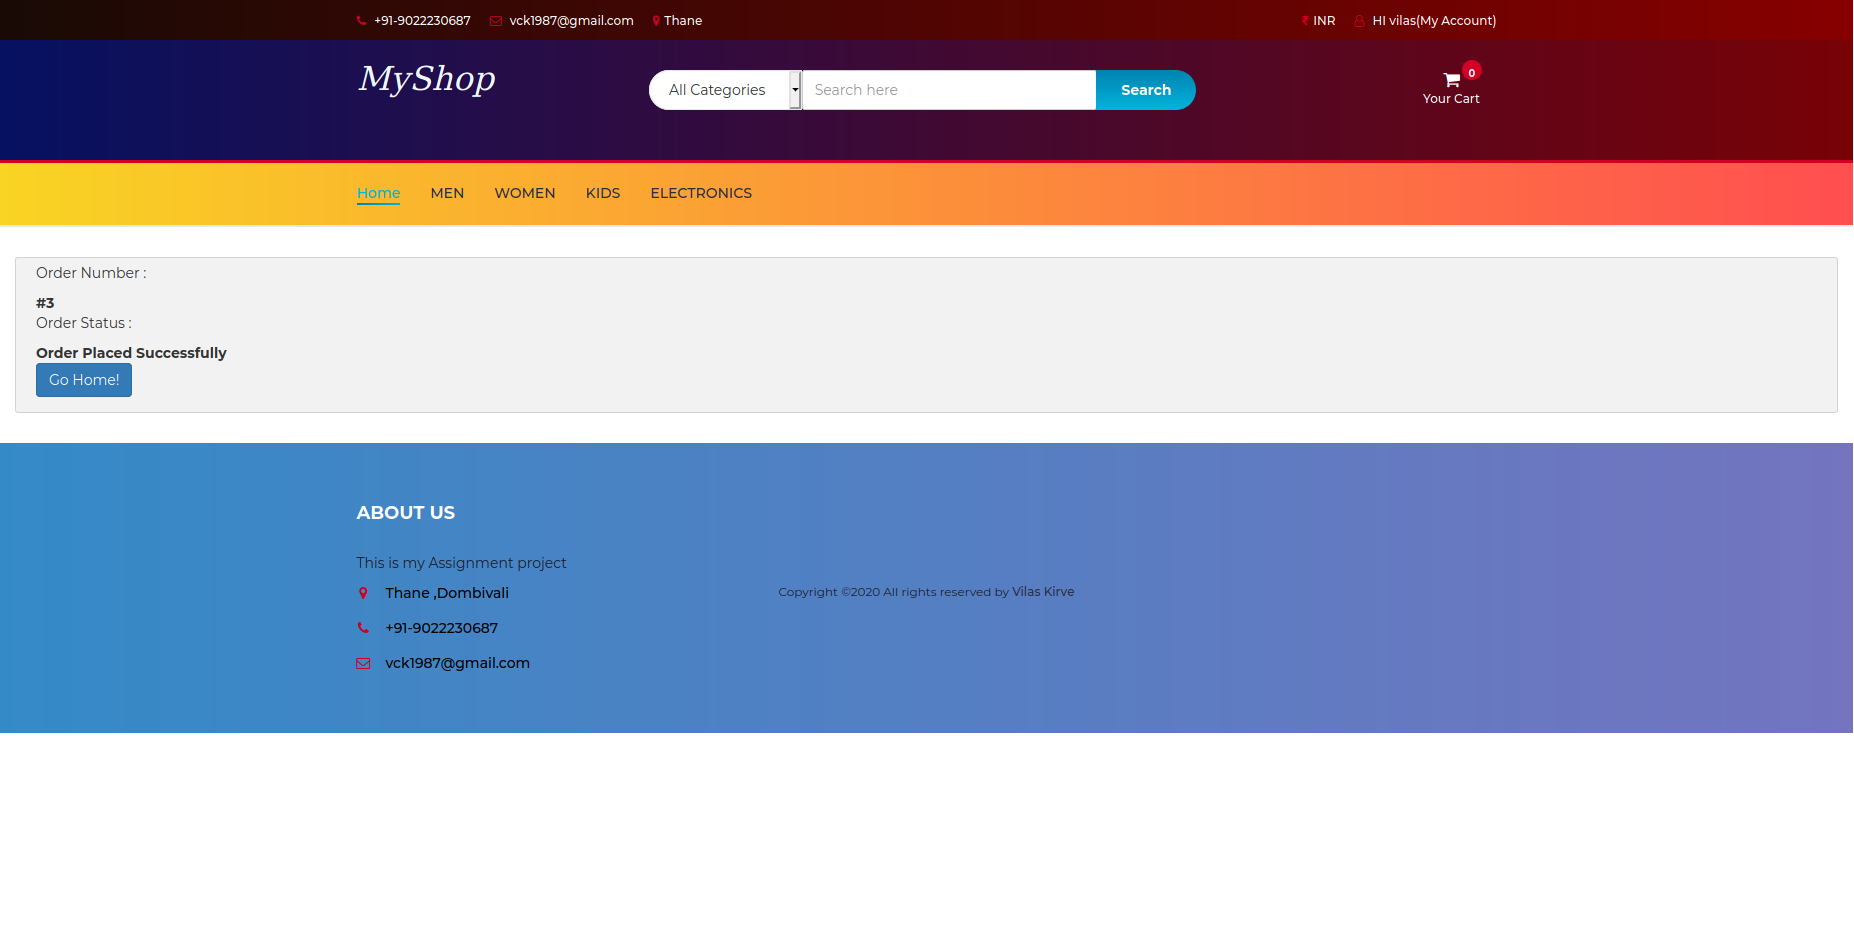 +91-9022230687 vck1987@gmail.com Thane ₹ INR HI vilas(My Account)
MyShop
All Categories Search here Search
0
Your Cart
Home MEN WOMEN KIDS ELECTRONICS
Order Number :
#3
Order Status :
Order Placed Successfully
Go Home!
ABOUT US
This is my Assignment project
Thane ,Dombivali
Copyright ©2020 All rights reserved by Vilas Kirve
+91-9022230687
vck1987@gmail.com